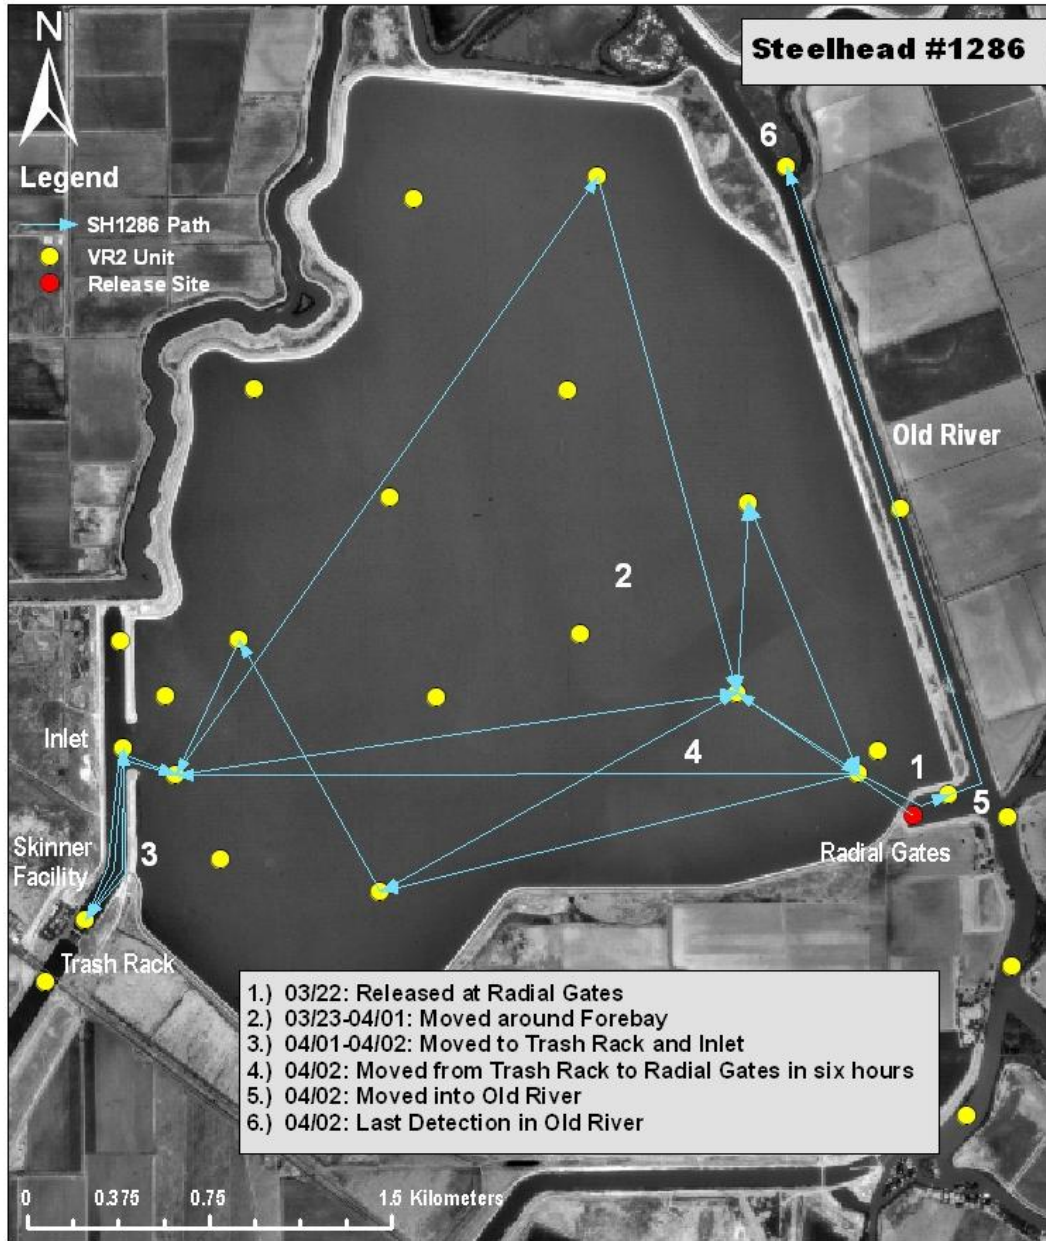 N
Steelhead #1286
6
Legend
SH1286 Path
VR2 Unit
Release Site
Old River
2
Inlet
4
1
5
Skinner
Facility
3
Radial Gates
Trash Rack
1.) 03/22: Released at Radial Gates
2.) 03/23-04/01: Moved around Forebay
3.) 04/01-04/02: Moved to Trash Rack and Inlet
4.) 04/02: Moved from Trash Rack to Radial Gates in six hours
5.) 04/02: Moved into Old River
6.) 04/02: Last Detection in Old River
0 0.375 0.75 1.5 Kilometers